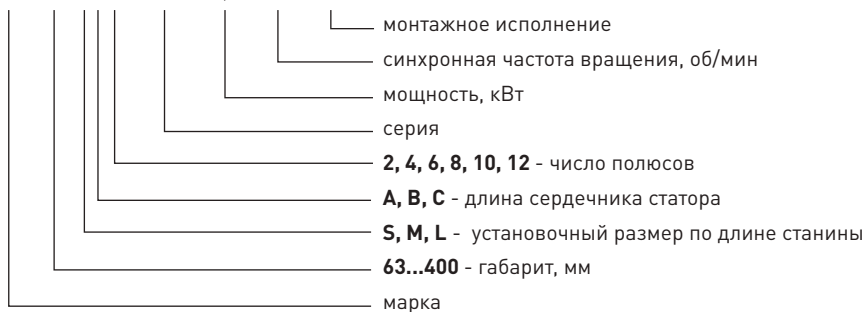 монтажное исполнение
синхронная частота вращения, об/мин
мощность, кВт
серия
2, 4, 6, 8, 10, 12 - число полюсов
A, B, C - длина сердечника статора
S, M, L - установочный размер по длине станины
63...400 - габарит, мм
марка